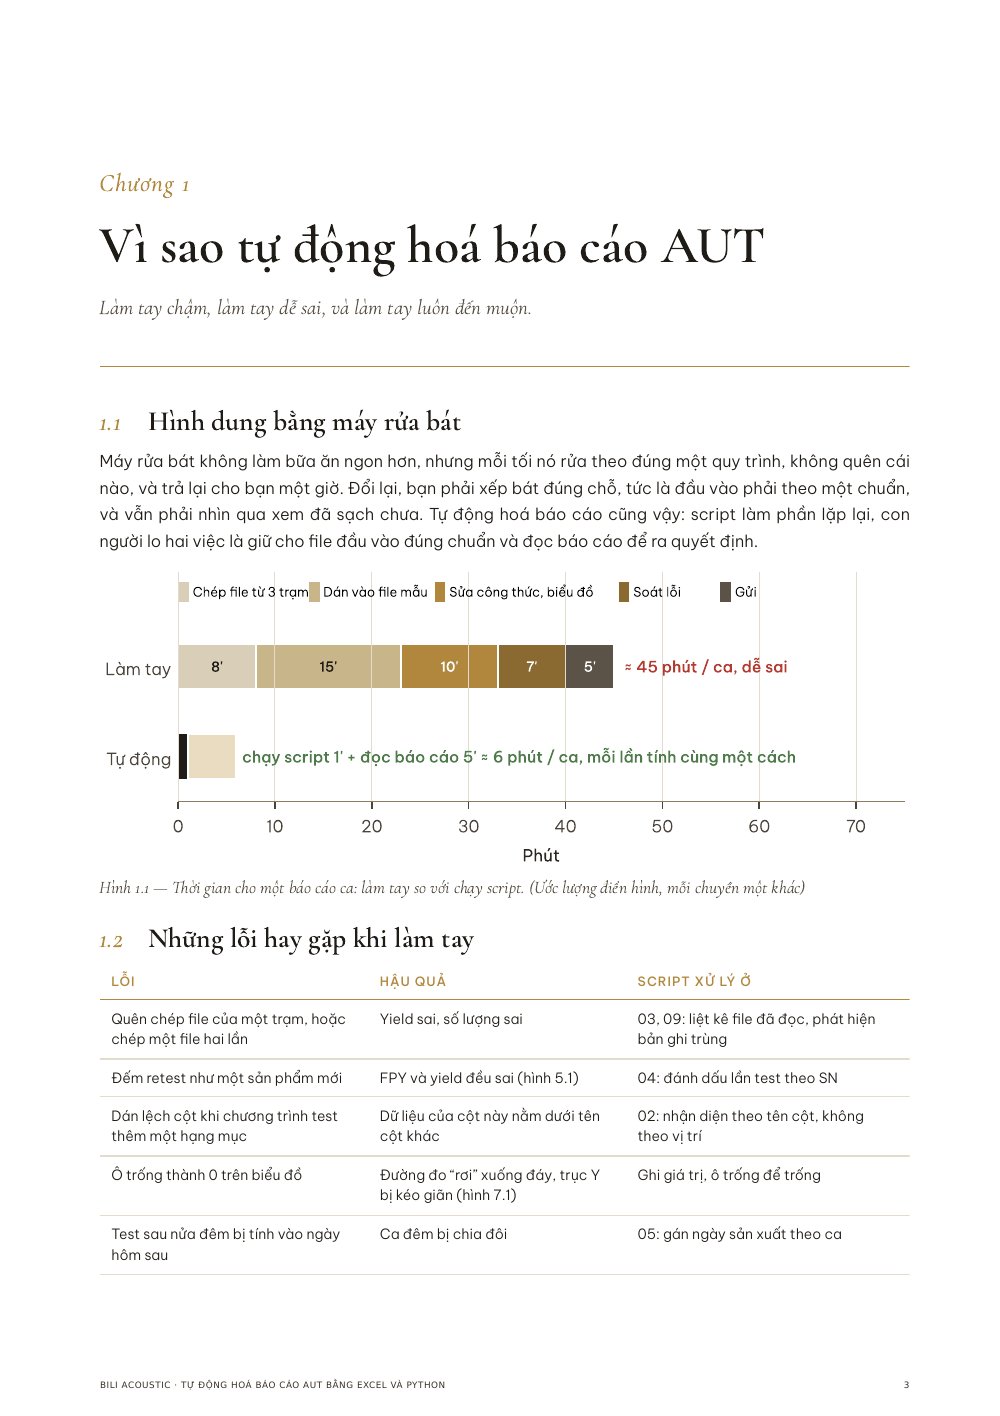 Chương 1
Vì sao tự động hoá báo cáo AUT
Làm tay chậm, làm tay dễ sai, và làm tay luôn đến muộn.
1.1 Hình dung bằng máy rửa bát
Máy rửa bát không làm bữa ăn ngon hơn, nhưng mỗi tối nó rửa theo đúng một quy trình, không quên cái
nào, và trả lại cho bạn một giờ. Đổi lại, bạn phải xếp bát đúng chỗ, tức là đầu vào phải theo một chuẩn,
và vẫn phải nhìn qua xem đã sạch chưa. Tự động hoá báo cáo cũng vậy: script làm phần lặp lại, con
người lo hai việc là giữ cho file đầu vào đúng chuẩn và đọc báo cáo để ra quyết định.
Chép file từ 3 trạm Dán vào file mẫu Sửa công thức, biểu đồ Soát lỗi Gửi
Làm tay 8′ 15′ 10′ 7′ 5′ ≈ 45 phút / ca, dễ sai
Tự động chạy script 1′ + đọc báo cáo 5′ ≈ 6 phút / ca, mỗi lần tính cùng một cách
0 10 20 30 40 50 60 70
Phút
Hình 1.1 — Thời gian cho một báo cáo ca: làm tay so với chạy script. (Ước lượng điển hình, mỗi chuyền một khác)
1.2 Những lỗi hay gặp khi làm tay
LỖI HẬU QUẢ SCRIPT XỬ LÝ Ở
Quên chép file của một trạm, hoặc Yield sai, số lượng sai 03, 09: liệt kê file đã đọc, phát hiện
chép một file hai lần bản ghi trùng
Đếm retest như một sản phẩm mới FPY và yield đều sai (hình 5.1) 04: đánh dấu lần test theo SN
Dán lệch cột khi chương trình test Dữ liệu của cột này nằm dưới tên 02: nhận diện theo tên cột, không
thêm một hạng mục cột khác theo vị trí
Ô trống thành 0 trên biểu đồ Đường đo “rơi” xuống đáy, trục Y Ghi giá trị, ô trống để trống
bị kéo giãn (hình 7.1)
Test sau nửa đêm bị tính vào ngày Ca đêm bị chia đôi 05: gán ngày sản xuất theo ca
hôm sau
BILI ACOUSTIC · TỰ ĐỘNG HOÁ BÁO CÁO AUT BẰNG EXCEL VÀ PYTHON 3